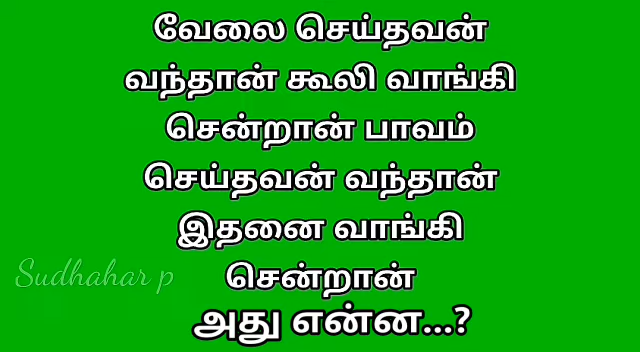 வேலை செய்தவன்
வந்தான் கூலி வாங்கி
சென்றான் பாவம்
செய்தவன் வந்தான்
இதனை வாங்கி
சென்றான்
Sudhahar p
அது என்ன...?